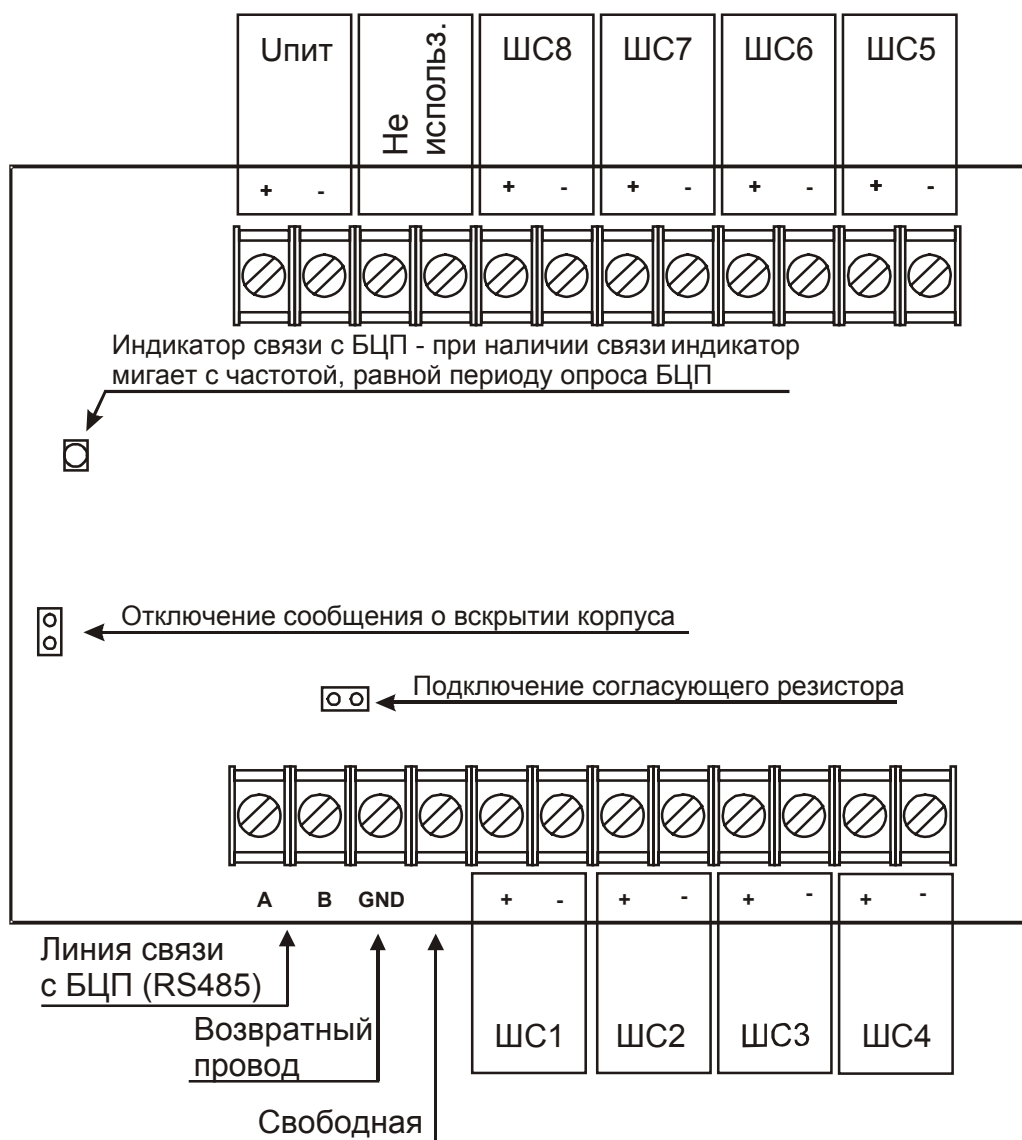 Uпит
Не
использ.
ШС8
ШС7
ШС6
ШС5
+ -
+ -
+ -
+ -
+ -
Индикатор связи с БЦП - при наличии связи индикатор
мигает с частотой, равной периоду опроса БЦП
Отключение сообщения о вскрытии корпуса
Подключение согласующего резистора
A B GND
+ -
+ -
+ -
+ -
Линия связи
с БЦП (RS485)
Возвратный
провод
Свободная
ШС1
ШС2
ШС3
ШС4